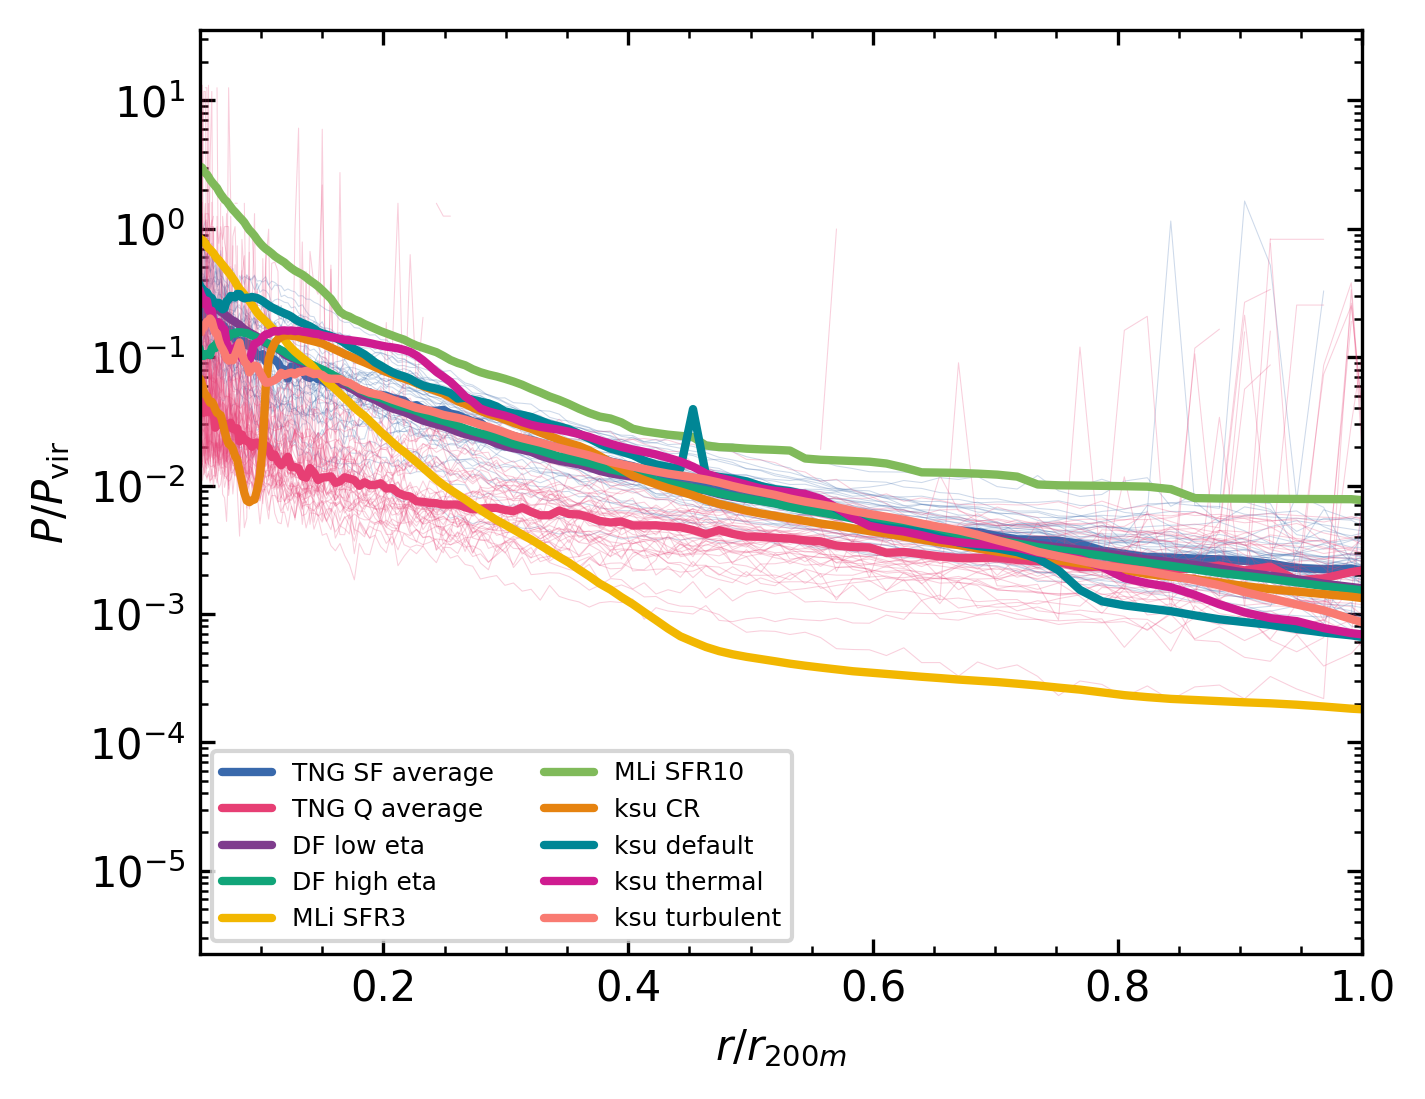 10^1
10^0
10^-1
10^-2
10^-3
10^-4
10^-5
P/P_vir
TNG SF average
TNG Q average
DF low eta
DF high eta
MLi SFR3
MLi SFR10
ksu CR
ksu default
ksu thermal
ksu turbulent
0.2 0.4 0.6 0.8 1.0
r/r_200m